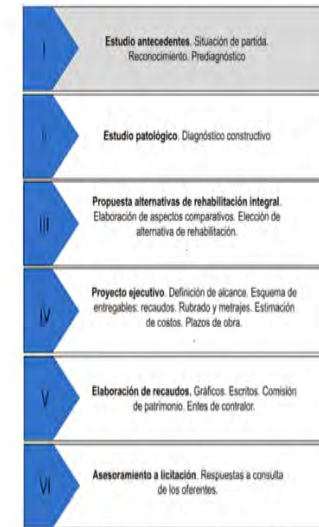 I
Estudio antecedentes. Situación de partida.
Reconocimiento. Prediagnóstico
II
Estudio patológico. Diagnóstico constructivo
III
Propuesta alternativas de rehabilitación integral.
Elaboración de aspectos comparativos. Elección de
alternativa de rehabilitación.
IV
Proyecto ejecutivo. Definición de alcance. Esquema de
entregables: recaudos. Rubrado y metrajes. Estimación
de costos. Plazos de obra.
V
Elaboración de recaudos. Gráficos. Escritos. Comisión
de patrimonio. Entes de contralor.
VI
Asesoramiento a licitación. Respuestas a consulta
de los oferentes.